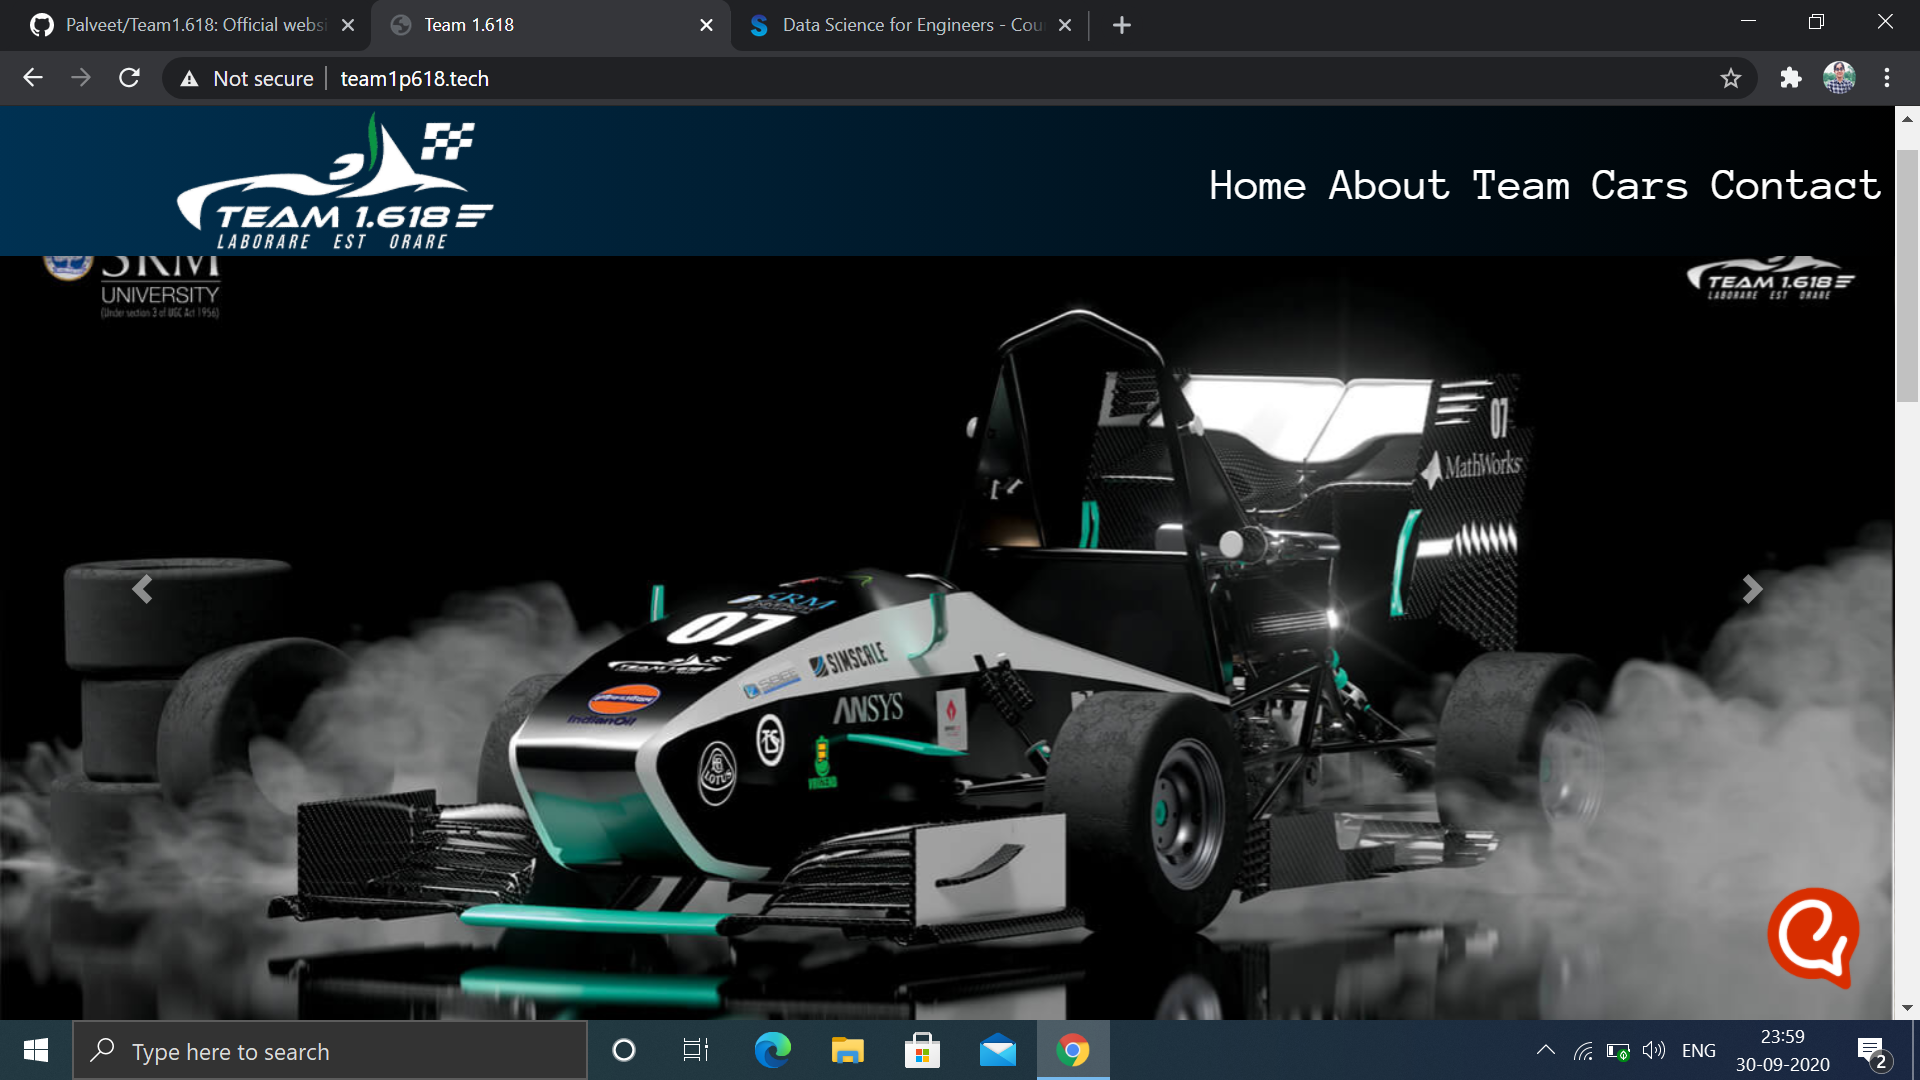 Palveet/Team1.618: Official websi
Team 1.618
Data Science for Engineers - Cou
Not secure
team1p618.tech
TEAM 1.618
LABORARE EST ORARE
Home About Team Cars Contact
SRM
UNIVERSITY
(Under section 3 of UGC Act 1956)
TEAM 1.618
LABORARE EST ORARE
07
MathWorks
SRM
07
SIMSCALE
IndianOil
ANSYS
LOTUS
Type here to search
ENG
23:59
30-09-2020
2